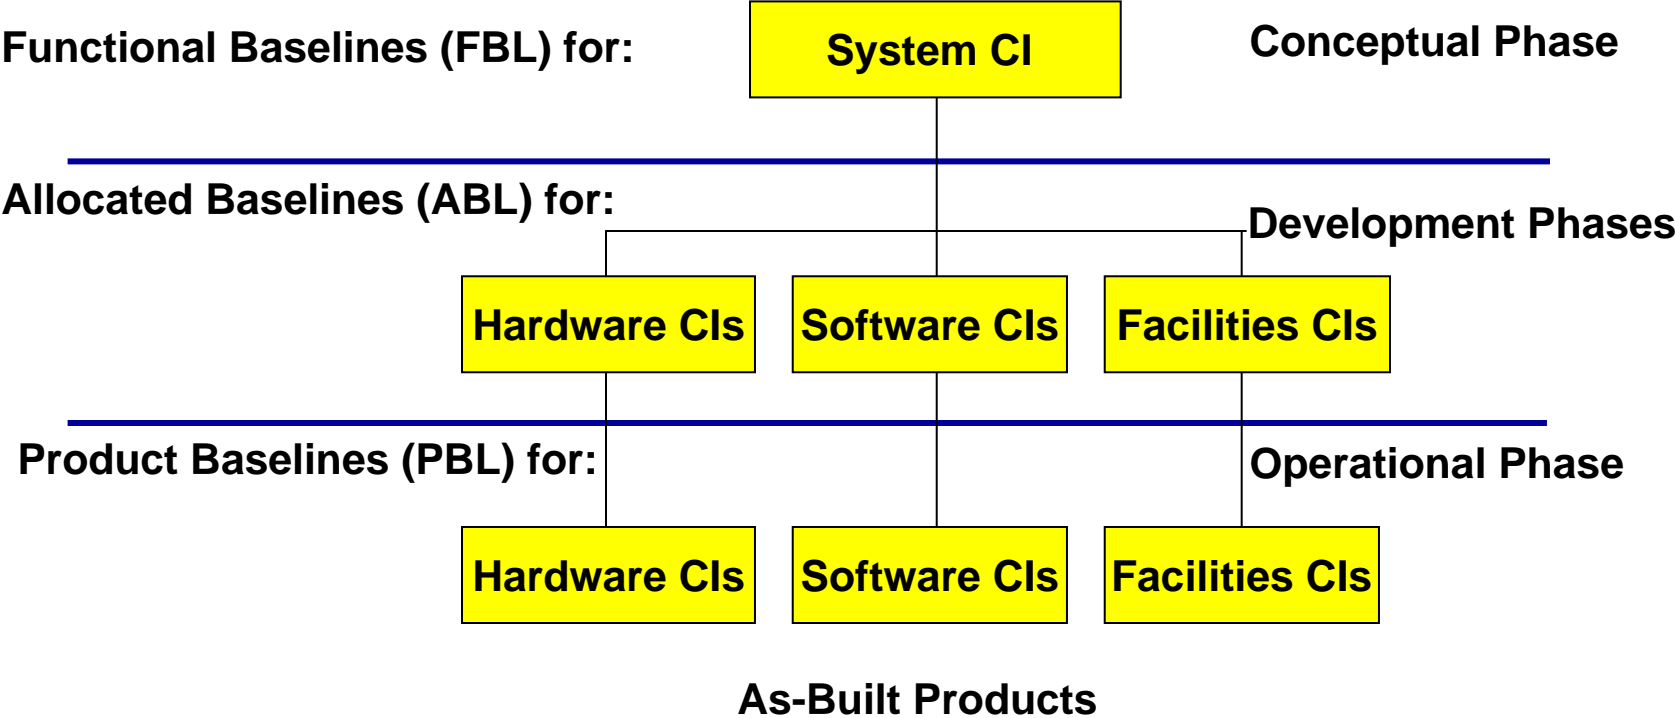 Functional Baselines (FBL) for:
System CI
Conceptual Phase
Allocated Baselines (ABL) for:
Development Phases
Hardware CIs
Software CIs
Facilities CIs
Product Baselines (PBL) for:
Operational Phase
Hardware CIs
Software CIs
Facilities CIs
As-Built Products